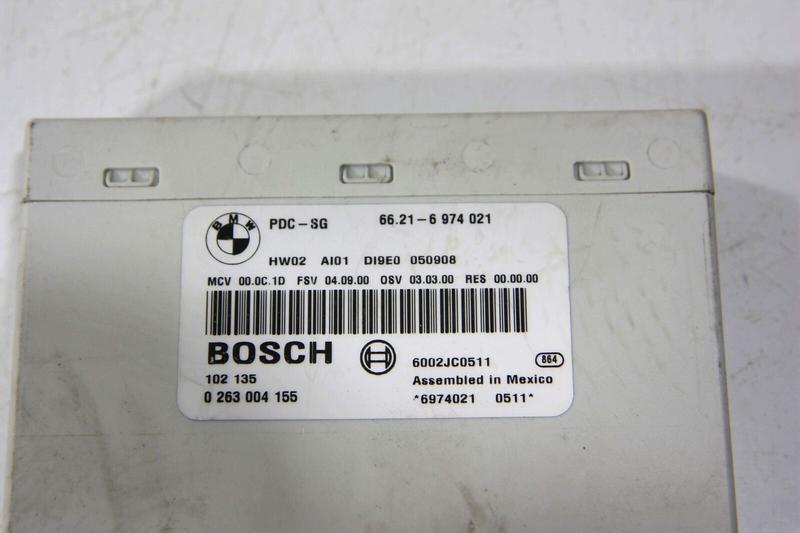 BMW
PDC-SG 66.21-6 974 021
HW02 AI01 DI9E0 050908
MCV 00.0C.1D FSV 04.09.00 OSV 03.03.00 RES 00.00.00
BOSCH 6002JC0511 864
102 135 Assembled in Mexico
0 263 004 155 *6974021 0511*